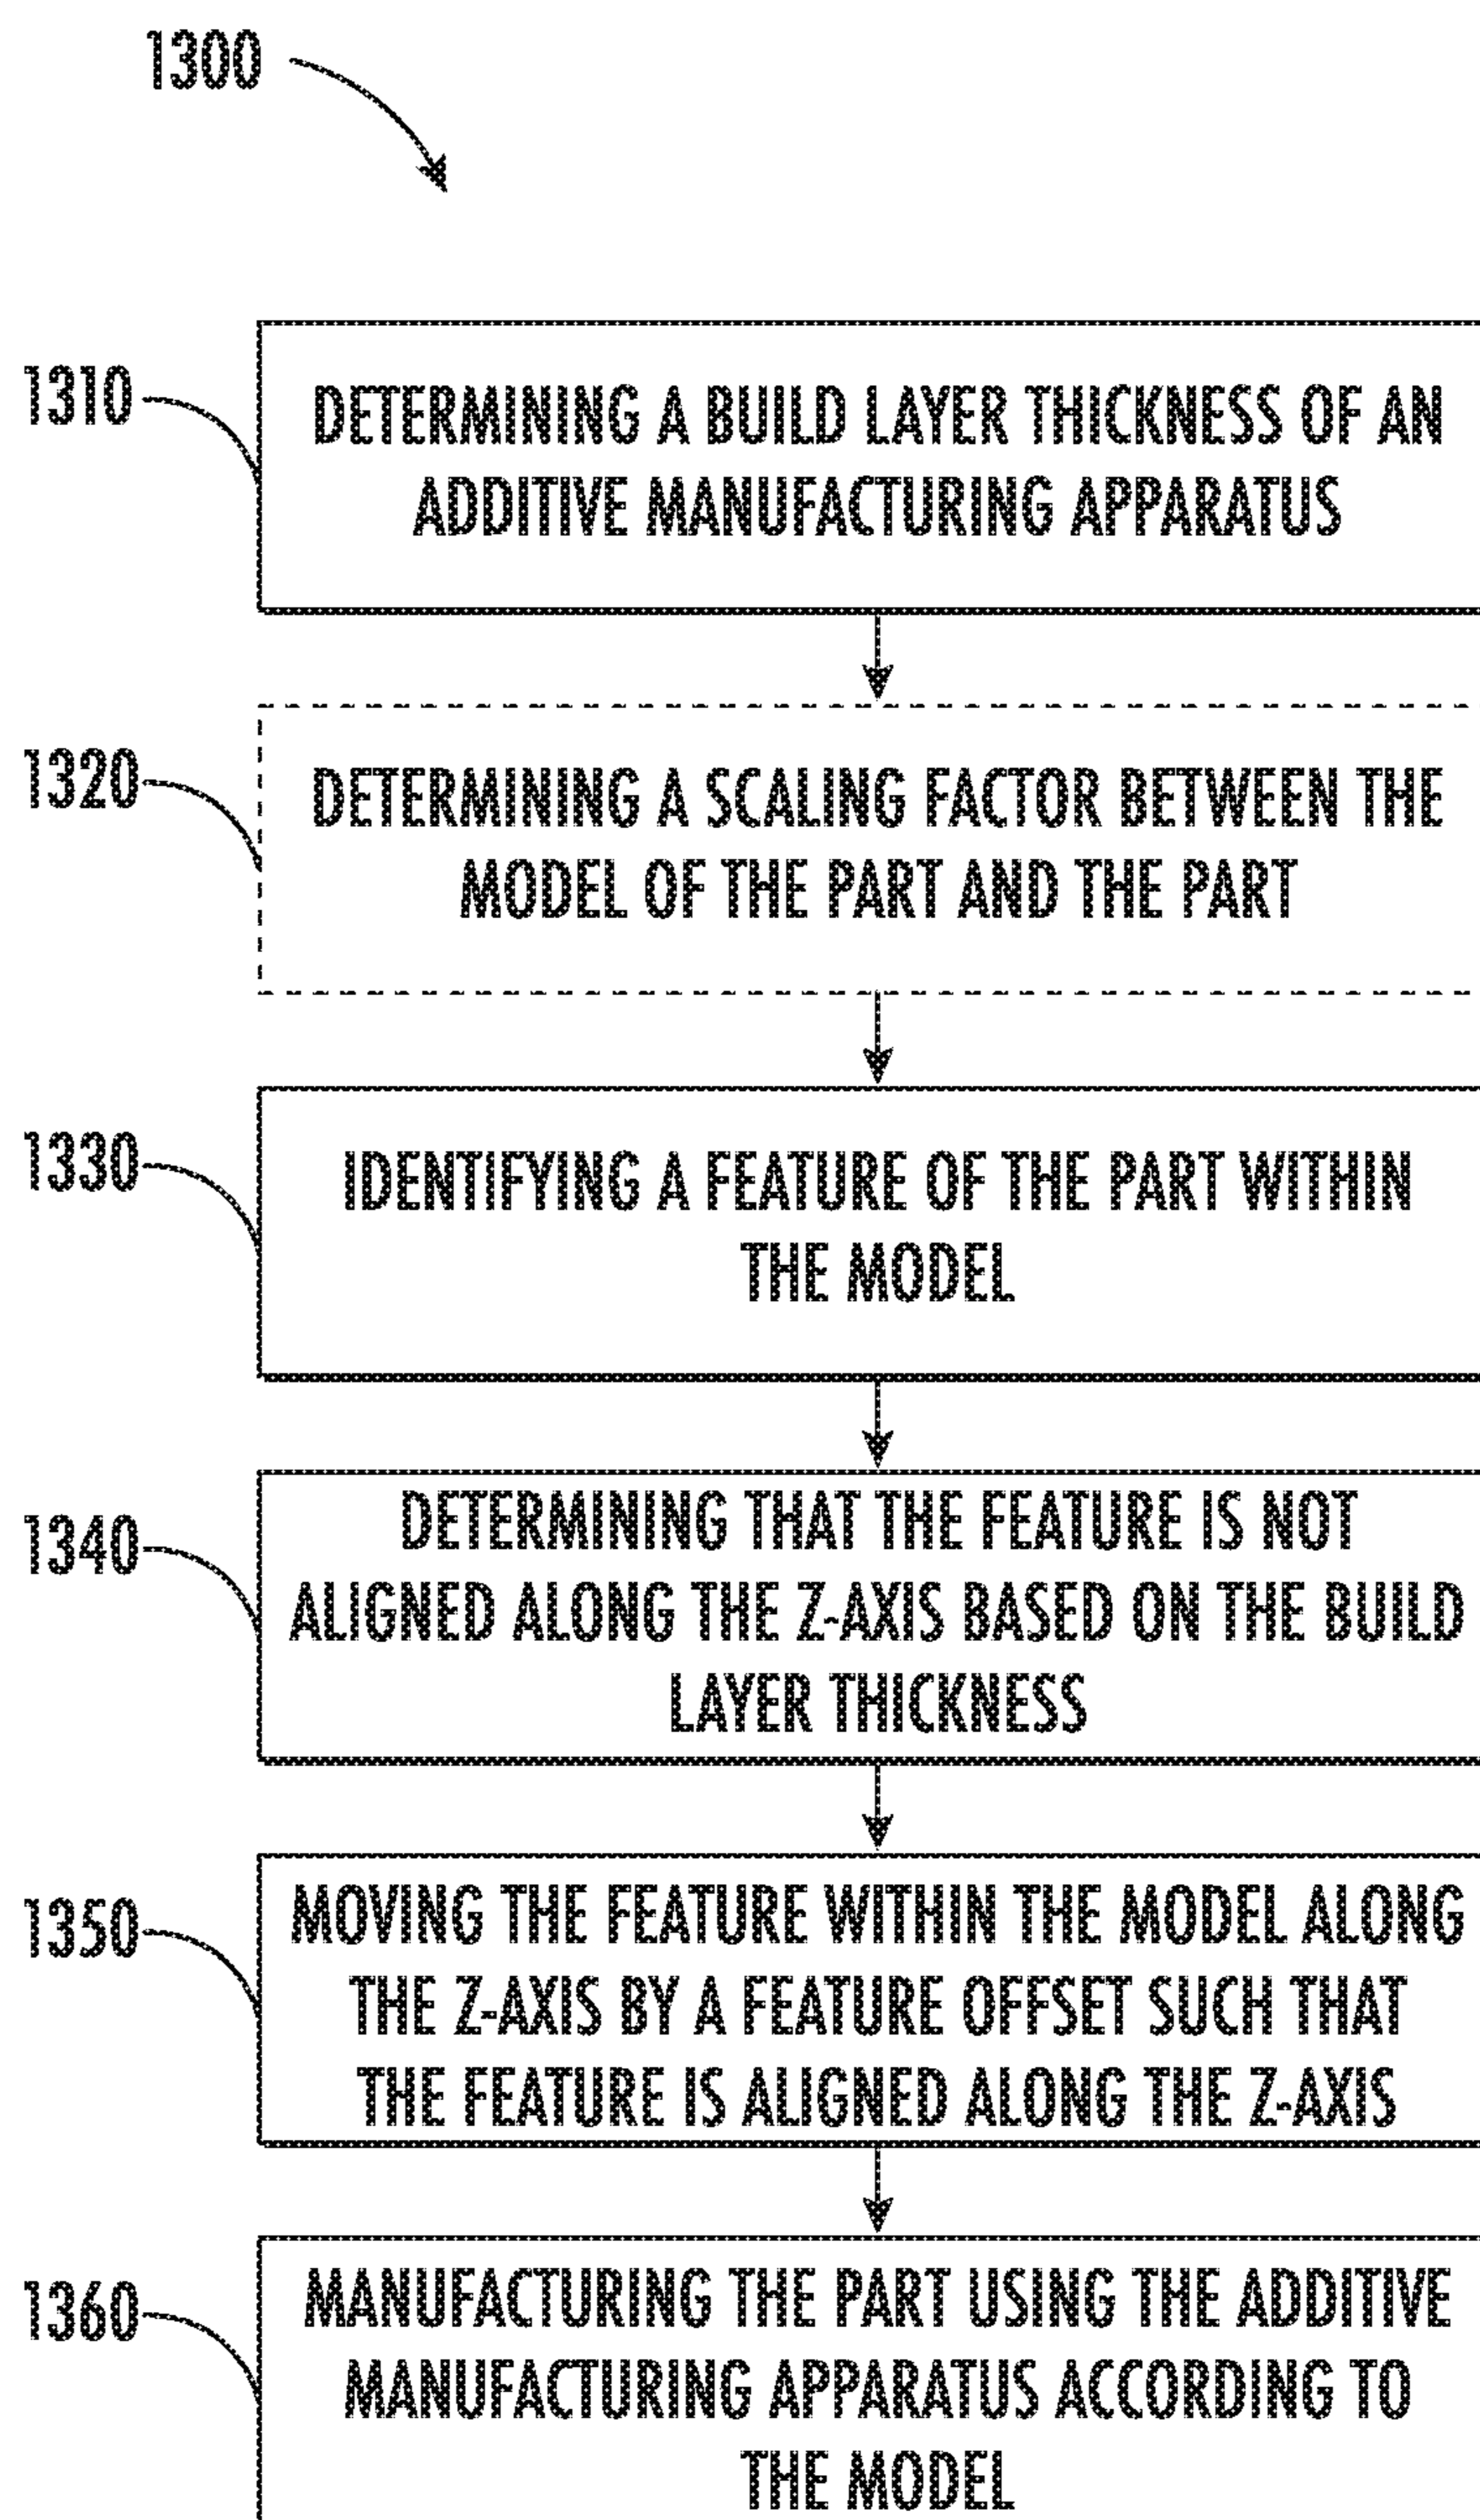 1300
1310
DETERMINING A BUILD LAYER THICKNESS OF AN
ADDITIVE MANUFACTURING APPARATUS
1320
DETERMINING A SCALING FACTOR BETWEEN THE
MODEL OF THE PART AND THE PART
1330
IDENTIFYING A FEATURE OF THE PART WITHIN
THE MODEL
1340
DETERMINING THAT THE FEATURE IS NOT
ALIGNED ALONG THE Z-AXIS BASED ON THE BUILD
LAYER THICKNESS
1350
MOVING THE FEATURE WITHIN THE MODEL ALONG
THE Z-AXIS BY A FEATURE OFFSET SUCH THAT
THE FEATURE IS ALIGNED ALONG THE Z-AXIS
1360
MANUFACTURING THE PART USING THE ADDITIVE
MANUFACTURING APPARATUS ACCORDING TO
THE MODEL